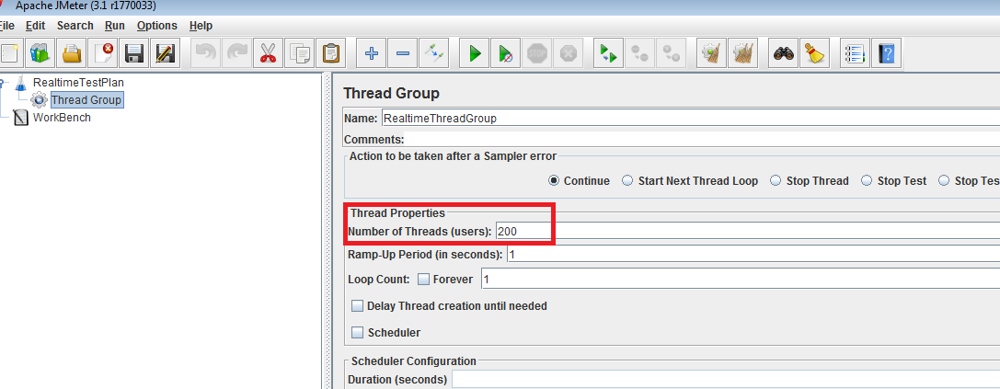 Apache JMeter (3.1 r1770033)
File Edit Search Run Options Help
RealtimeTestPlan
Thread Group
WorkBench
Thread Group
Name: RealtimeThreadGroup
Comments:
Action to be taken after a Sampler error
Continue Start Next Thread Loop Stop Thread Stop Test Stop Tes
Thread Properties
Number of Threads (users): 200
Ramp-Up Period (in seconds): 1
Loop Count: Forever 1
Delay Thread creation until needed
Scheduler
Scheduler Configuration
Duration (seconds)